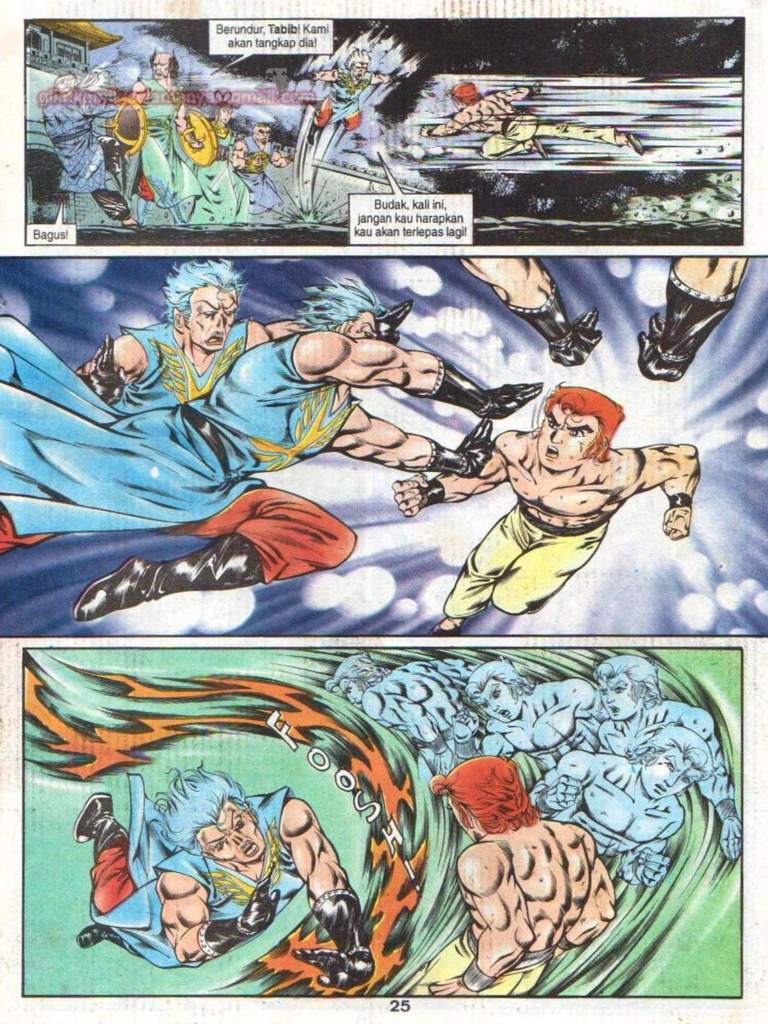 Berundur, Tabib! Kami
akan tangkap dia!
Bagus!
Budak, kali ini,
jangan kau harapkan
kau akan terlepas lagi!
FOOSH!
25